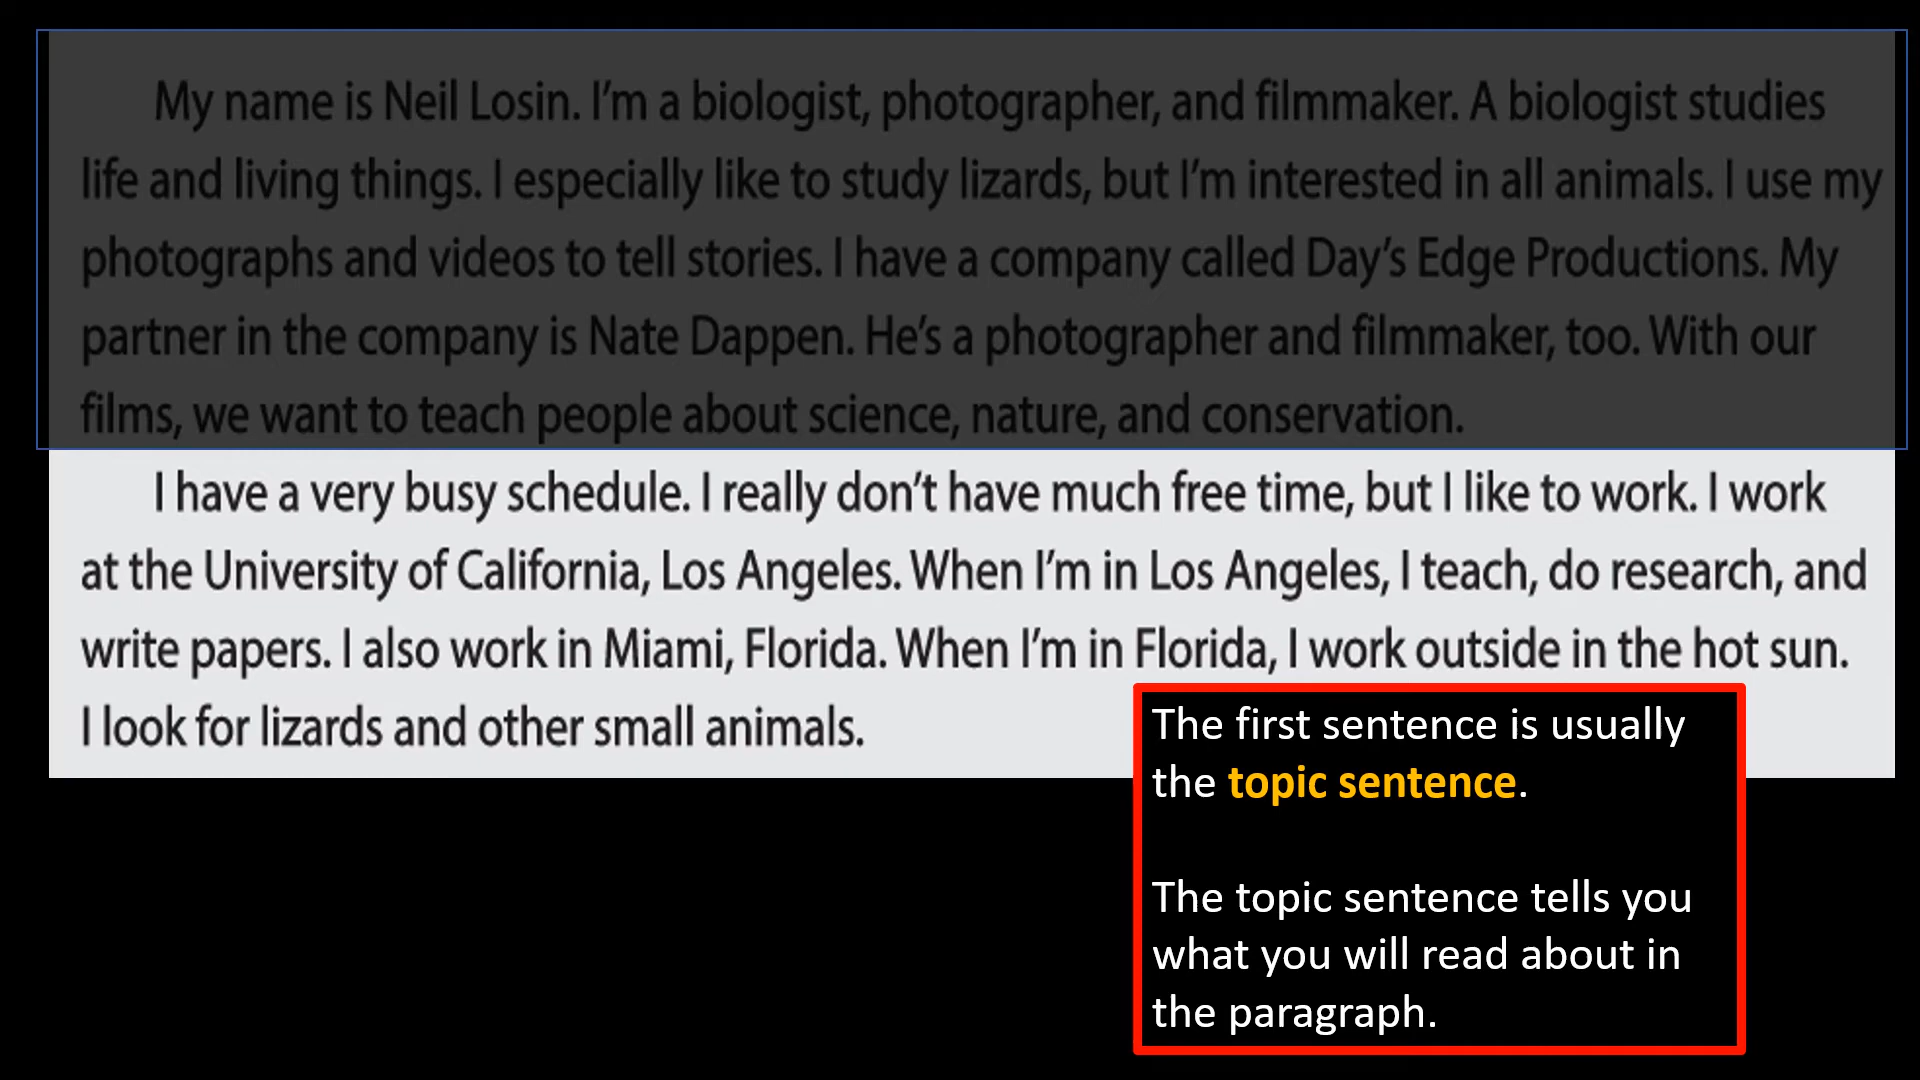 My name is Neil Losin. I'm a biologist, photographer, and filmmaker. A biologist studies
life and living things. I especially like to study lizards, but I'm interested in all animals. I use my
photographs and videos to tell stories. I have a company called Day's Edge Productions. My
partner in the company is Nate Dappen. He's a photographer and filmmaker, too. With our
films, we want to teach people about science, nature, and conservation.
I have a very busy schedule. I really don't have much free time, but I like to work. I work
at the University of California, Los Angeles. When I'm in Los Angeles, I teach, do research, and
write papers. I also work in Miami, Florida. When I'm in Florida, I work outside in the hot sun.
I look for lizards and other small animals.
The first sentence is usually
the topic sentence.
The topic sentence tells you
what you will read about in
the paragraph.